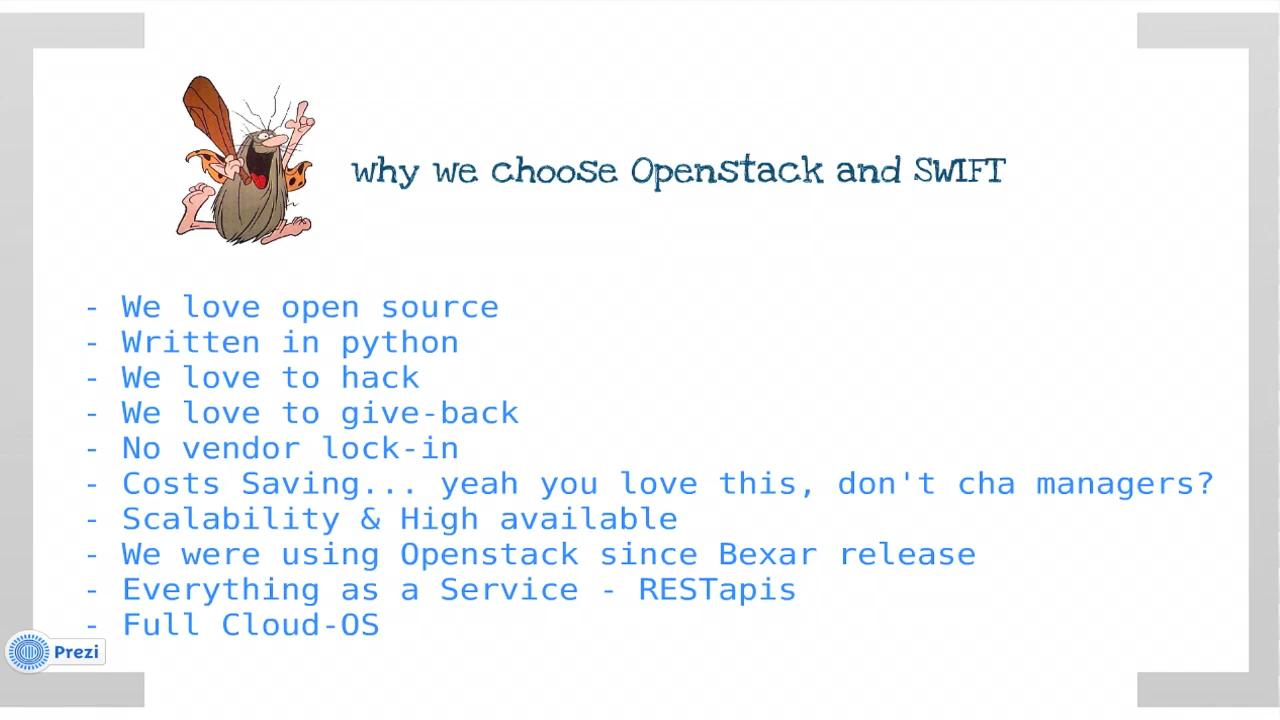 why we choose Openstack and SWIFT
- We love open source
- Written in python
- We love to hack
- We love to give-back
- No vendor lock-in
- Costs Saving... yeah you love this, don't cha managers?
- Scalability & High available
- We were using Openstack since Bexar release
- Everything as a Service - RESTapis
- Full Cloud-OS
Prezi